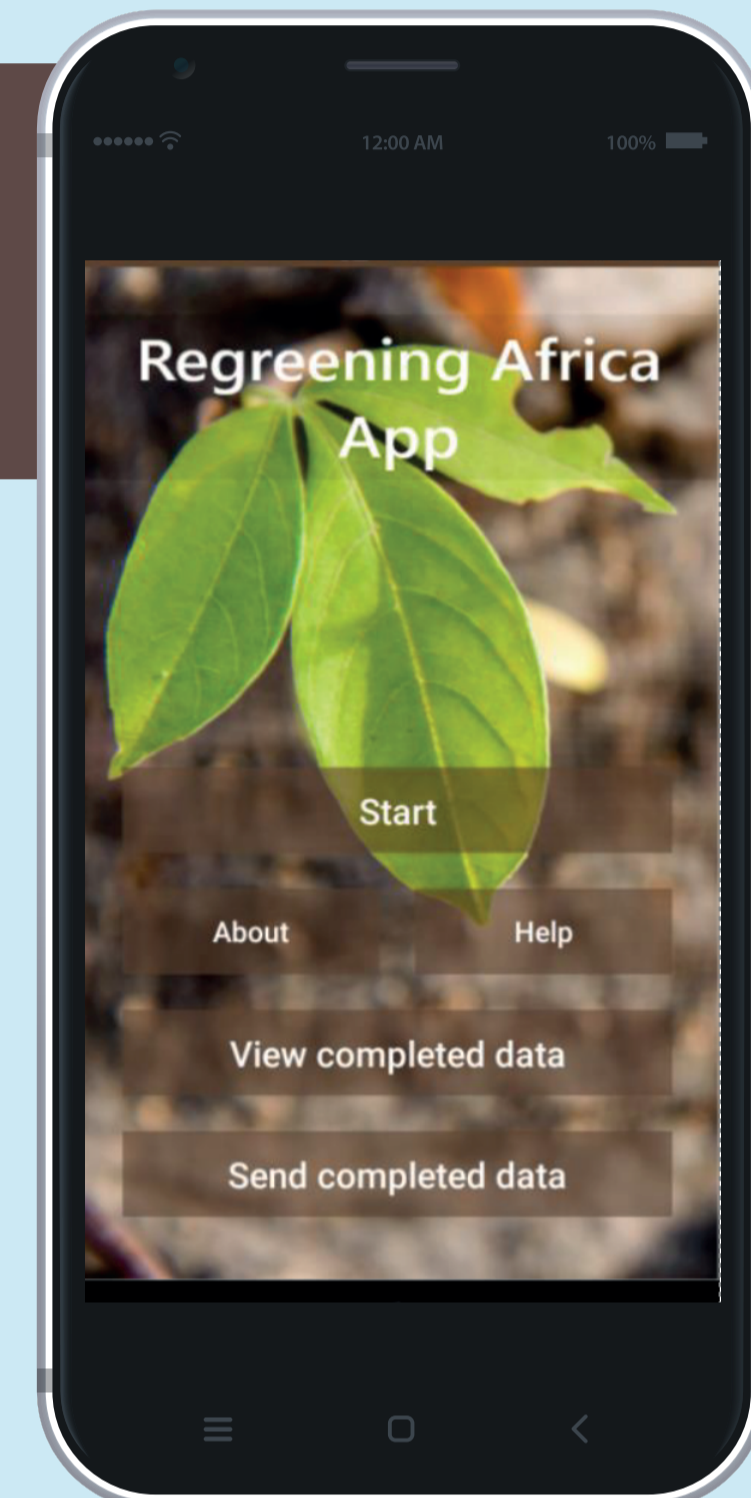 12:00 AM
100%
Regreening Africa
App
Start
About
Help
View completed data
Send completed data